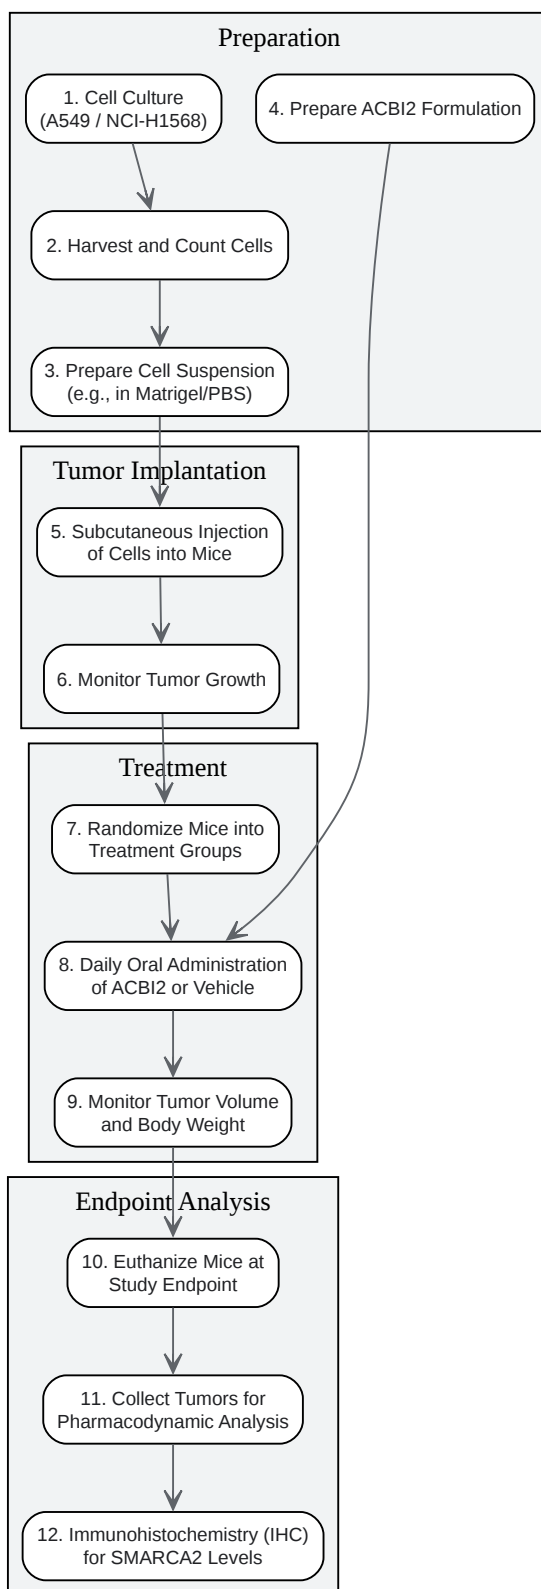 Preparation
1. Cell Culture
(A549 / NCI-H1568)
4. Prepare ACBI2 Formulation
2. Harvest and Count Cells
3. Prepare Cell Suspension
(e.g., in Matrigel/PBS)
Tumor Implantation
5. Subcutaneous Injection
of Cells into Mice
6. Monitor Tumor Growth
Treatment
7. Randomize Mice into
Treatment Groups
8. Daily Oral Administration
of ACBI2 or Vehicle
9. Monitor Tumor Volume
and Body Weight
Endpoint Analysis
10. Euthanize Mice at
Study Endpoint
11. Collect Tumors for
Pharmacodynamic Analysis
12. Immunohistochemistry (IHC)
for SMARCA2 Levels